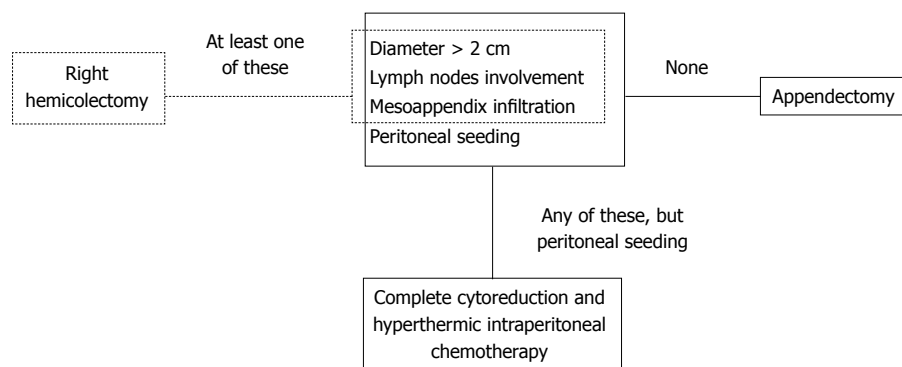 At least one
of these
Right
hemicolectomy
Diameter > 2 cm
Lymph nodes involvement
Mesoappendix infiltration
Peritoneal seeding
None
Appendectomy
Any of these, but
peritoneal seeding
Complete cytoreduction and
hyperthermic intraperitoneal
chemotherapy